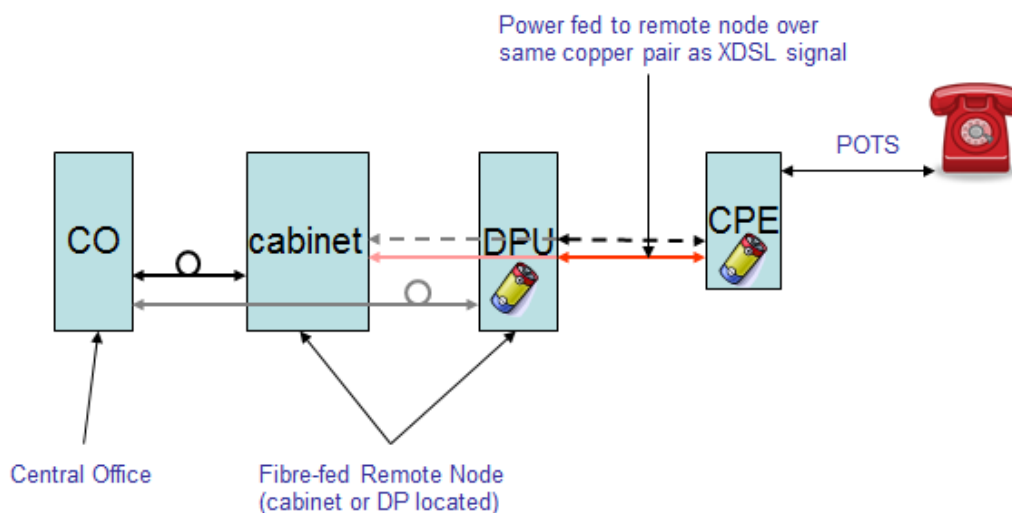 Power fed to remote node over
same copper pair as XDSL signal
POTS
CO
cabinet
DPU
CPE
Central Office
Fibre-fed Remote Node
(cabinet or DP located)